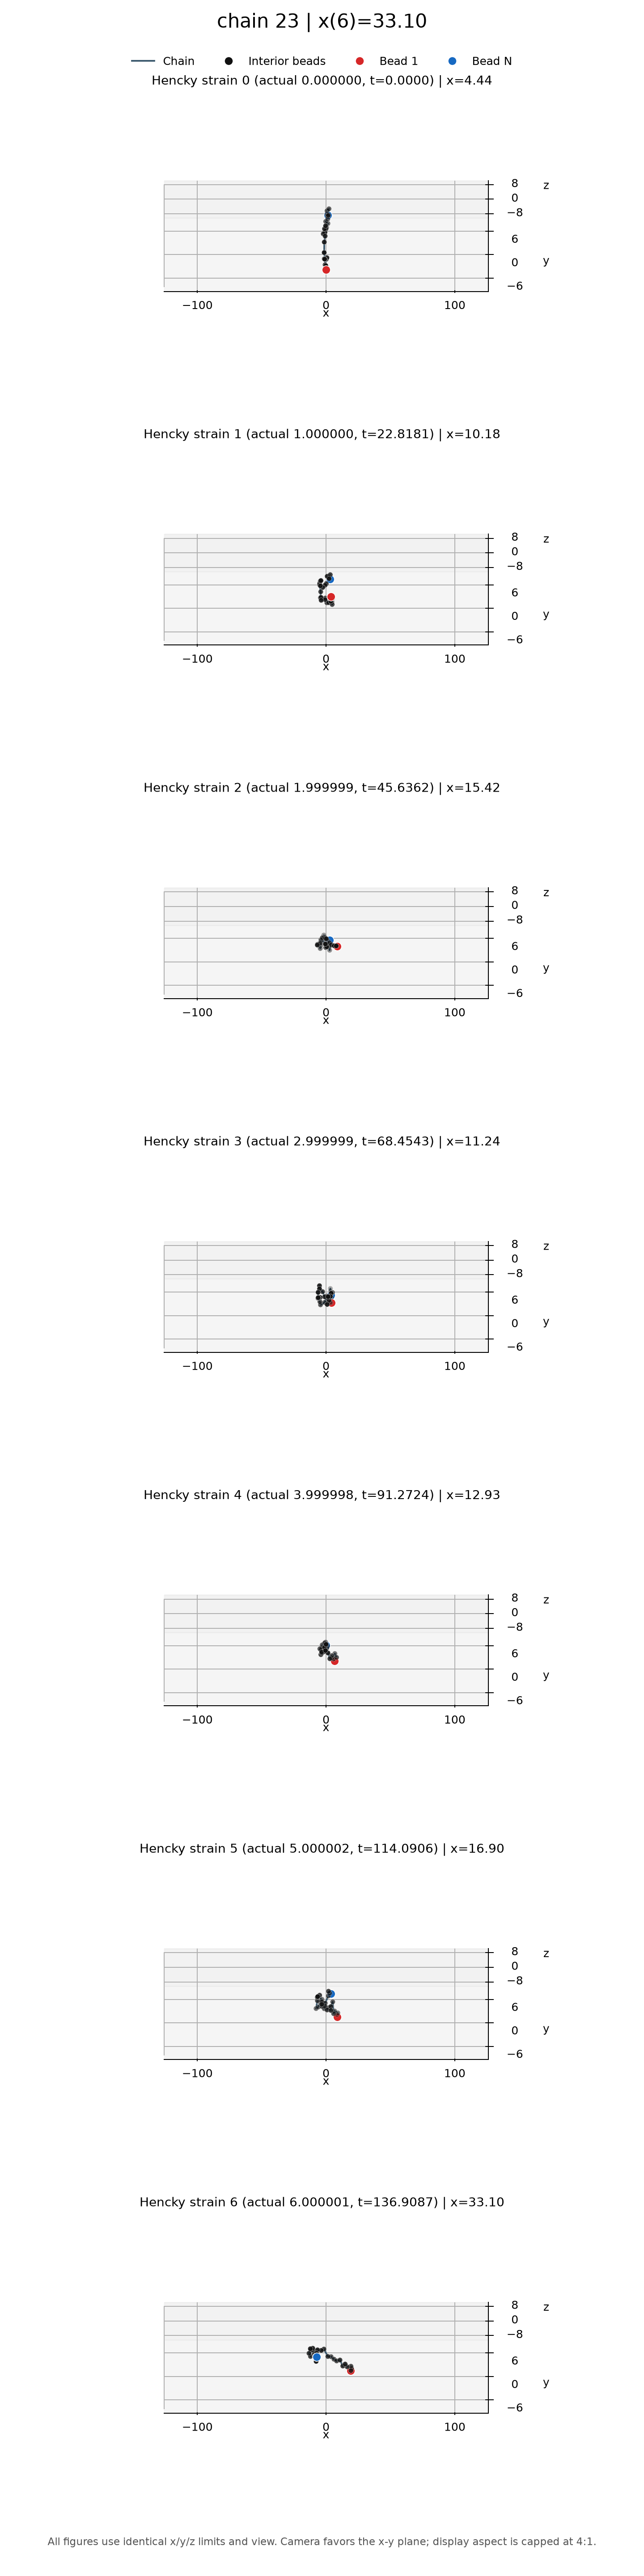 chain 23 | x(6)=33.10
Chain Interior beads Bead 1 Bead N
Hencky strain 0 (actual 0.000000, t=0.0000) | x=4.44
8 z
0
−8
6
0 y
−6
−100 0 100
x
Hencky strain 1 (actual 1.000000, t=22.8181) | x=10.18
8 z
0
−8
6
0 y
−6
−100 0 100
x
Hencky strain 2 (actual 1.999999, t=45.6362) | x=15.42
8 z
0
−8
6
0 y
−6
−100 0 100
x
Hencky strain 3 (actual 2.999999, t=68.4543) | x=11.24
8 z
0
−8
6
0 y
−6
−100 0 100
x
Hencky strain 4 (actual 3.999998, t=91.2724) | x=12.93
8 z
0
−8
6
0 y
−6
−100 0 100
x
Hencky strain 5 (actual 5.000002, t=114.0906) | x=16.90
8 z
0
−8
6
0 y
−6
−100 0 100
x
Hencky strain 6 (actual 6.000001, t=136.9087) | x=33.10
8 z
0
−8
6
0 y
−6
−100 0 100
x
All figures use identical x/y/z limits and view. Camera favors the x-y plane; display aspect is capped at 4:1.